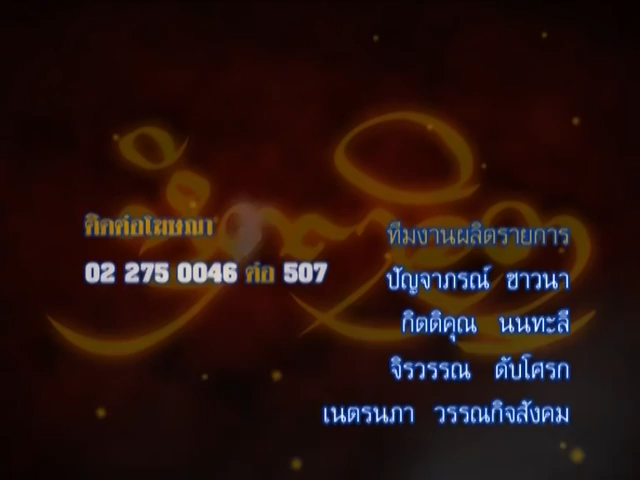 ติดต่อโฆษณา
02 275 0046 ต่อ 507
ทีมงานผลิตรายการ
ปัญจาภรณ์ ชาวนา
กิตติคุณ นนทะลี
จิรวรรณ ดับโศรก
เนตรนภา วรรณกิจสังคม